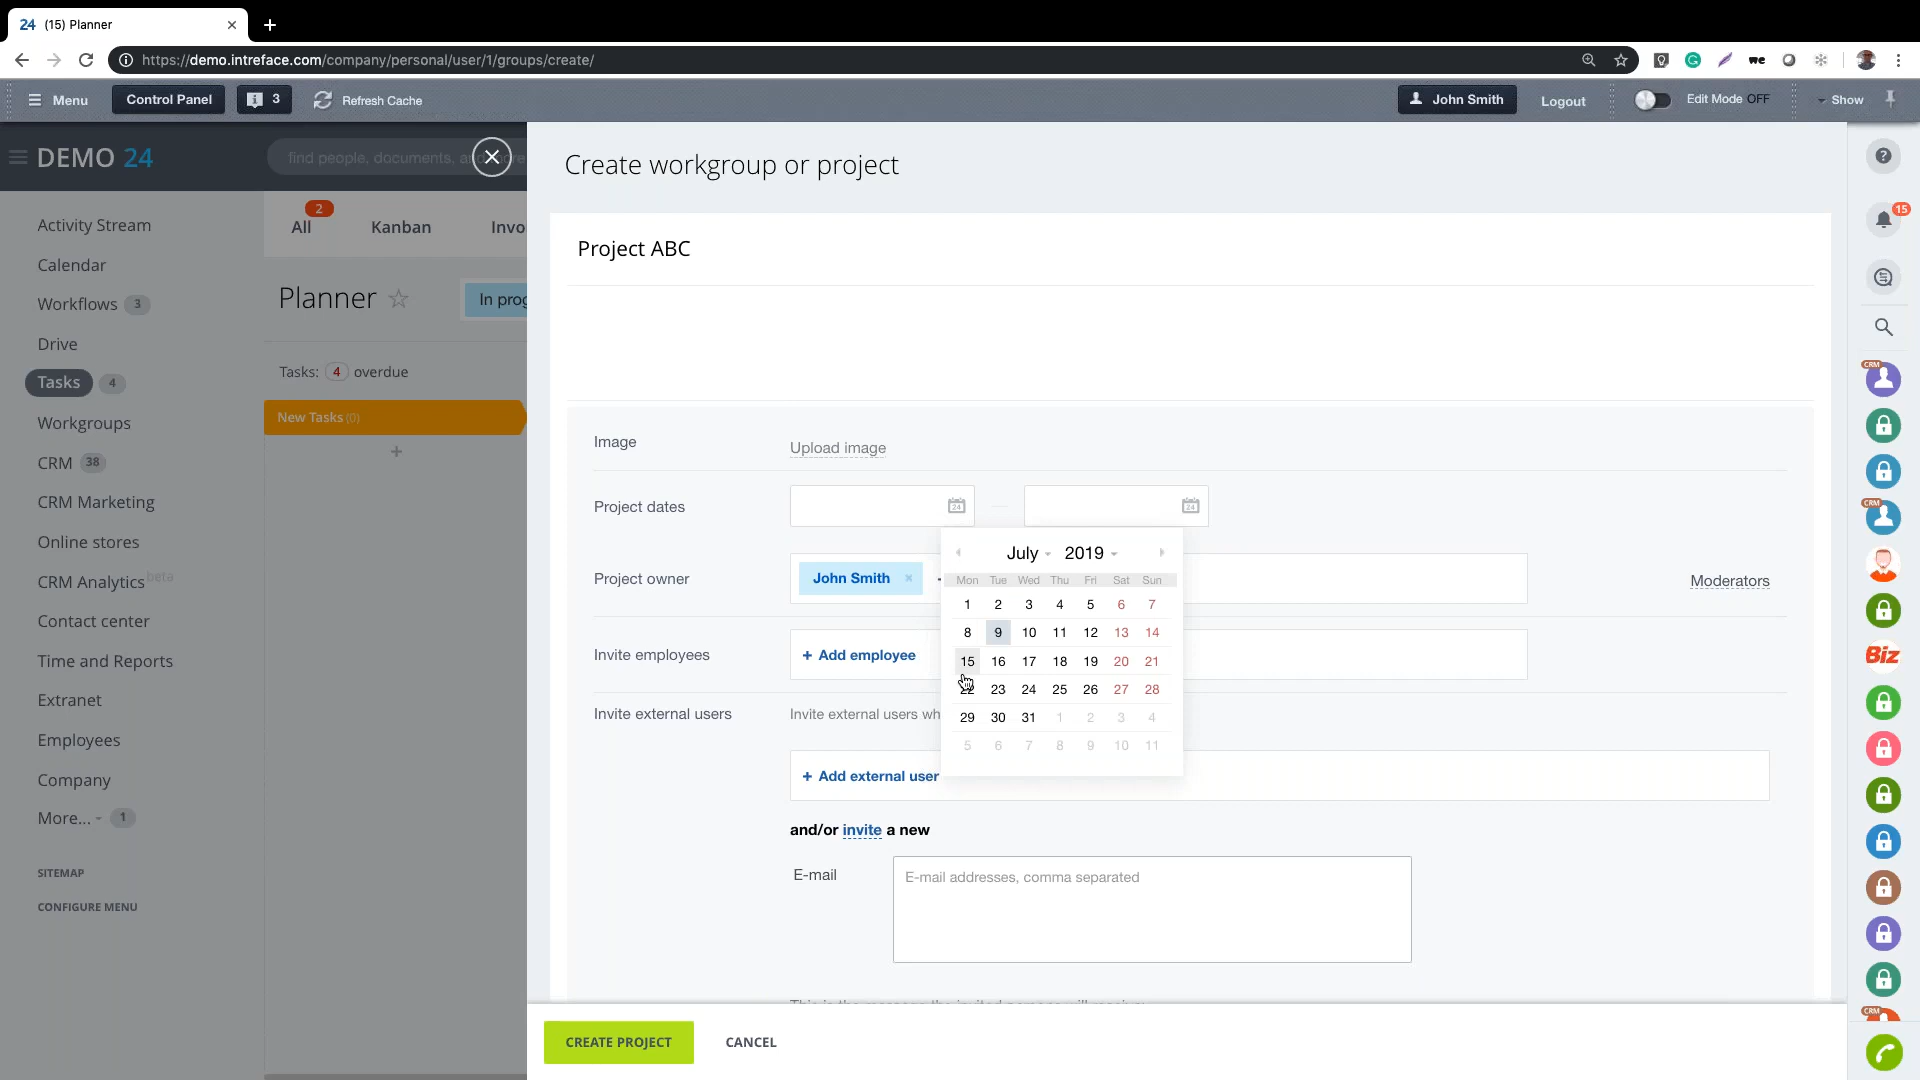 24 (15) Planner
https://demo.intreface.com/company/personal/user/1/groups/create/
Menu
Control Panel
3
Refresh Cache
John Smith
Logout
Edit Mode OFF
Show
DEMO 24
find people, documents, an
ore
Create workgroup or project
15
Activity Stream
Calendar
Workflows 3
Drive
Tasks 4
Workgroups
CRM 38
CRM Marketing
Online stores
CRM Analytics beta
Contact center
Time and Reports
Extranet
Employees
Company
More... 1
SITEMAP
CONFIGURE MENU
2
All
Kanban
Invo
Planner
In prog
Tasks: 4 overdue
New Tasks (0)
+
Project ABC
Image
Upload image
Project dates
24
24
Project owner
John Smith ×
Moderators
Invite employees
+ Add employee
Invite external users
Invite external users wh
+ Add external user
July 2019
Mon Tue Wed Thu Fri Sat Sun
1 2 3 4 5 6 7
8 9 10 11 12 13 14
15 16 17 18 19 20 21
22 23 24 25 26 27 28
29 30 31 1 2 3 4
5 6 7 8 9 10 11
and/or invite a new
E-mail
E-mail addresses, comma separated
CREATE PROJECT
CANCEL
CRM
CRM
Biz
CRM